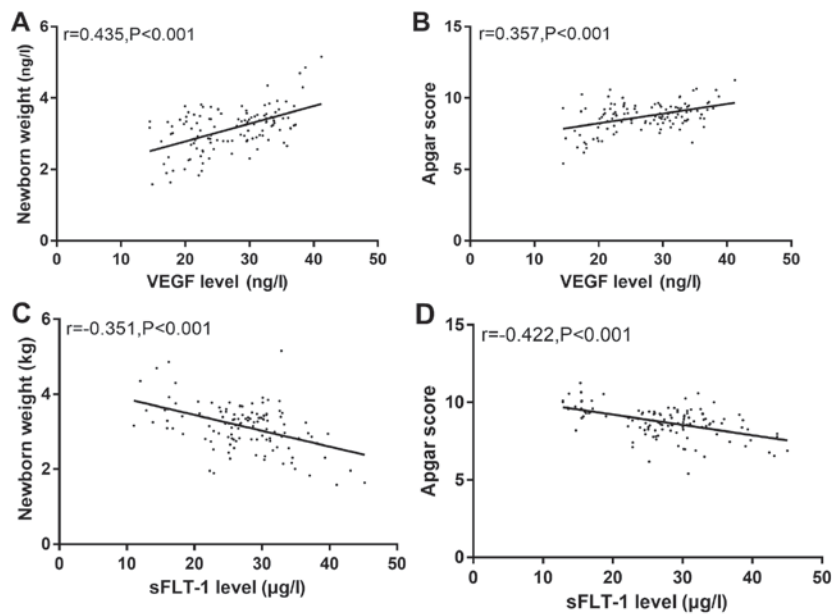 A
r=0.435,P<0.001
Newborn weight (ng/l)
6
4
2
0
0 10 20 30 40 50
VEGF level (ng/l)
B
r=0.357,P<0.001
Apgar score
15
10
5
0
0 10 20 30 40 50
VEGF level (ng/l)
C
r=-0.351,P<0.001
Newborn weight (kg)
6
4
2
0
0 10 20 30 40 50
sFLT-1 level (μg/l)
D
r=-0.422,P<0.001
Apgar score
15
10
5
0
0 10 20 30 40 50
sFLT-1 level (μg/l)